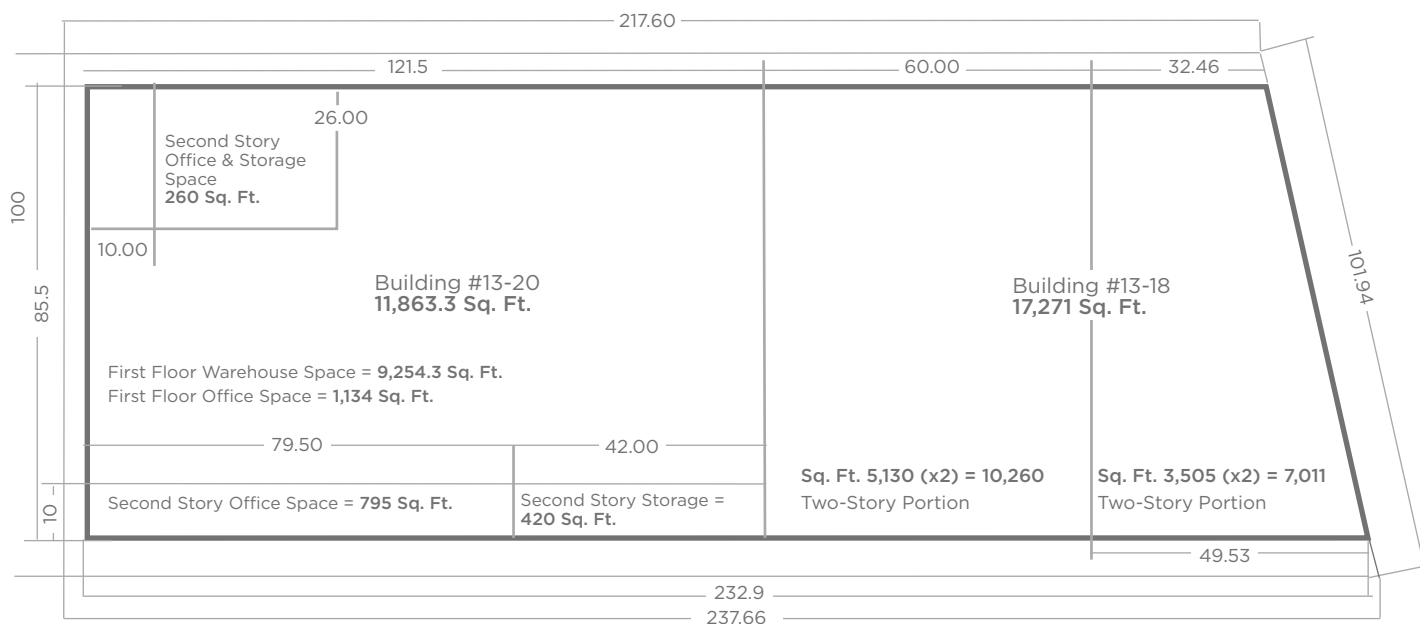 217.60
121.5
60.00
32.46
26.00
Second Story
Office & Storage
Space
260 Sq. Ft.
100
10.00
85.5
Building #13-20
11,863.3 Sq. Ft.
Building #13-18
17,271 Sq. Ft.
101.94
First Floor Warehouse Space = 9,254.3 Sq. Ft.
First Floor Office Space = 1,134 Sq. Ft.
79.50
42.00
Sq. Ft. 5,130 (x2) = 10,260
Two-Story Portion
Sq. Ft. 3,505 (x2) = 7,011
Two-Story Portion
10
Second Story Office Space = 795 Sq. Ft.
Second Story Storage =
420 Sq. Ft.
49.53
232.9
237.66